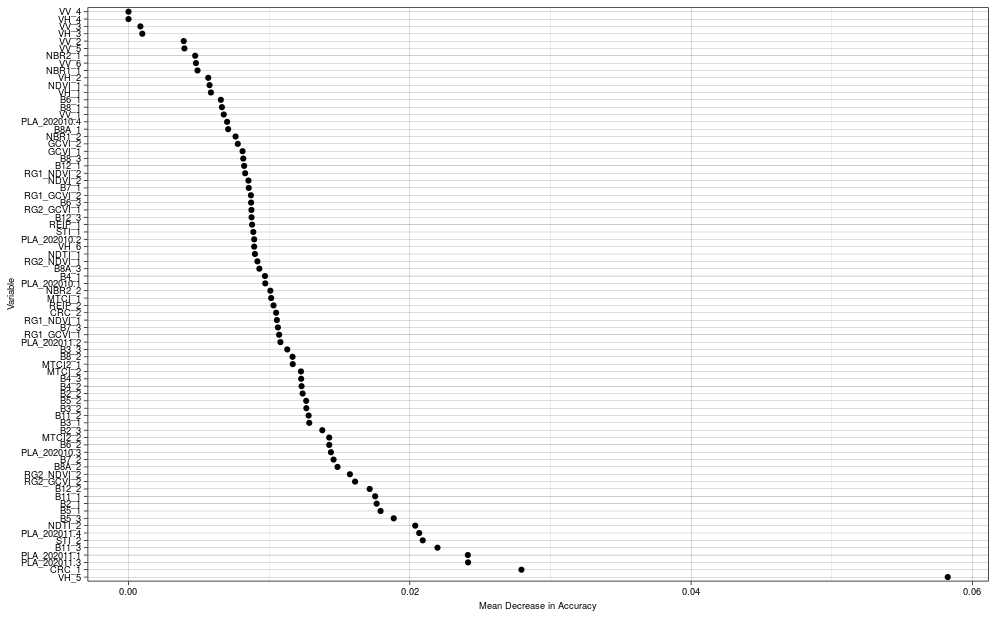 VV_4
VH_4
VV_3
VH_3
VV_2
VV_5
NBR2_1
VV_6
NBR1_1
VH_2
NDVI_1
VH_1
B6_1
B8_1
VV_1
PLA_202010.4
B8A_1
NBR1_2
GCVI_2
GCVI_1
B8_3
B12_1
RG1_NDVI_2
NDVI_2
B7_1
RG1_GCVI_2
B6_3
RG2_GCVI_1
B12_3
REIP_1
STI_1
PLA_202010.2
VH_6
NDTI_1
RG2_NDVI_1
B8A_3
B4_1
PLA_202010.1
NBR2_2
MTCI_1
REIP_2
CRC_2
RG1_NDVI_1
B7_3
RG1_GCVI_1
PLA_202011.2
B3_3
B8_2
MTCI2_1
MTCI_2
B4_3
B4_2
B2_2
B5_2
B3_2
B11_2
B3_1
B2_3
MTCI2_2
B6_2
PLA_202010.3
B7_2
B8A_2
RG2_NDVI_2
RG2_GCVI_2
B12_2
B11_1
B2_1
B5_1
B5_3
NDTI_2
PLA_202011.4
STI_2
B11_3
PLA_202011.1
PLA_202011.3
CRC_1
VH_5
Variable
0.00 0.02 0.04 0.06
Mean Decrease in Accuracy